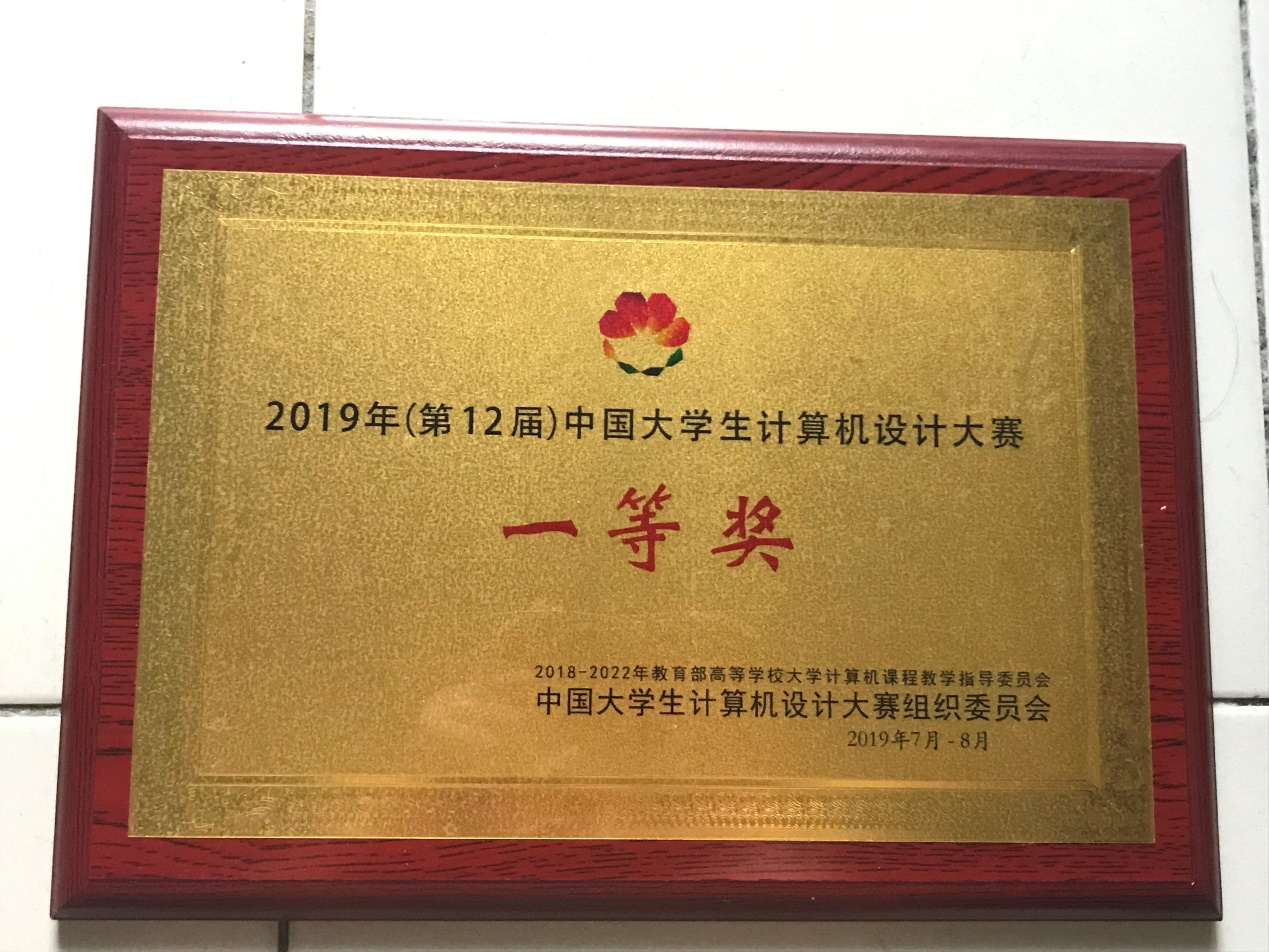 2019年(第12届)中国大学生计算机设计大赛
一等奖
2018-2022年教育部高等学校大学计算机课程教学指导委员会
中国大学生计算机设计大赛组织委员会
2019年7月-8月